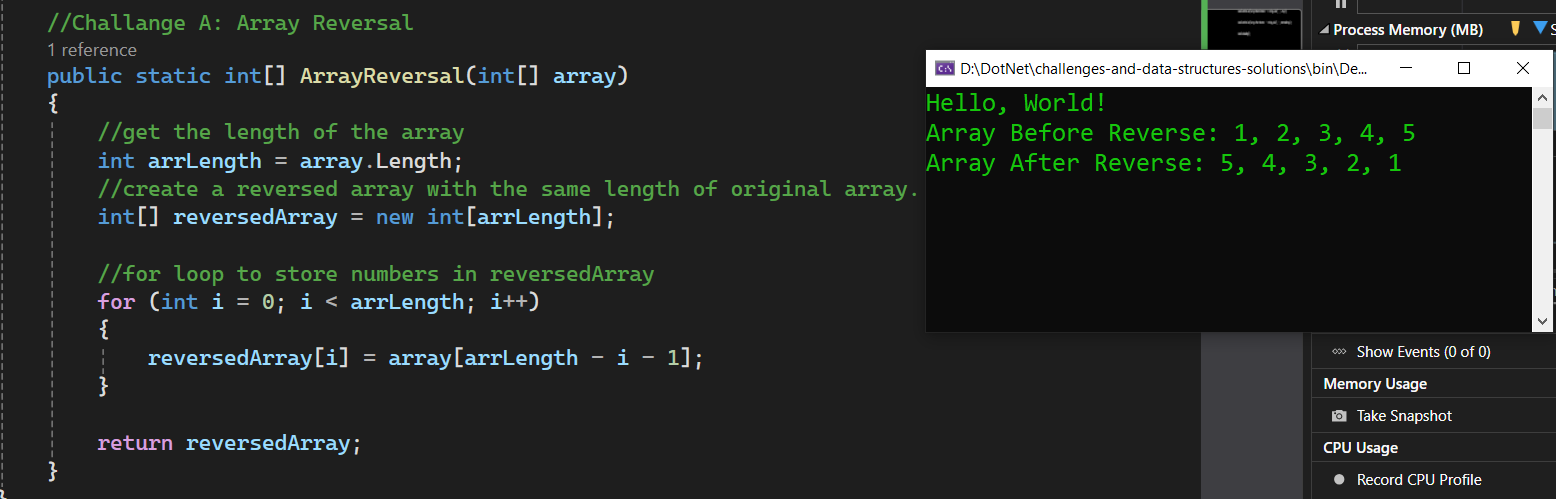 //Challange A: Array Reversal
1 reference
public static int[] ArrayReversal(int[] array)
{
//get the length of the array
int arrLength = array.Length;
//create a reversed array with the same length of original array.
int[] reversedArray = new int[arrLength];
//for loop to store numbers in reversedArray
for (int i = 0; i < arrLength; i++)
{
reversedArray[i] = array[arrLength - i - 1];
}
return reversedArray;
}
D:\DotNet\challenges-and-data-structures-solutions\bin\De...
Hello, World!
Array Before Reverse: 1, 2, 3, 4, 5
Array After Reverse: 5, 4, 3, 2, 1
Process Memory (MB)
Show Events (0 of 0)
Memory Usage
Take Snapshot
CPU Usage
Record CPU Profile